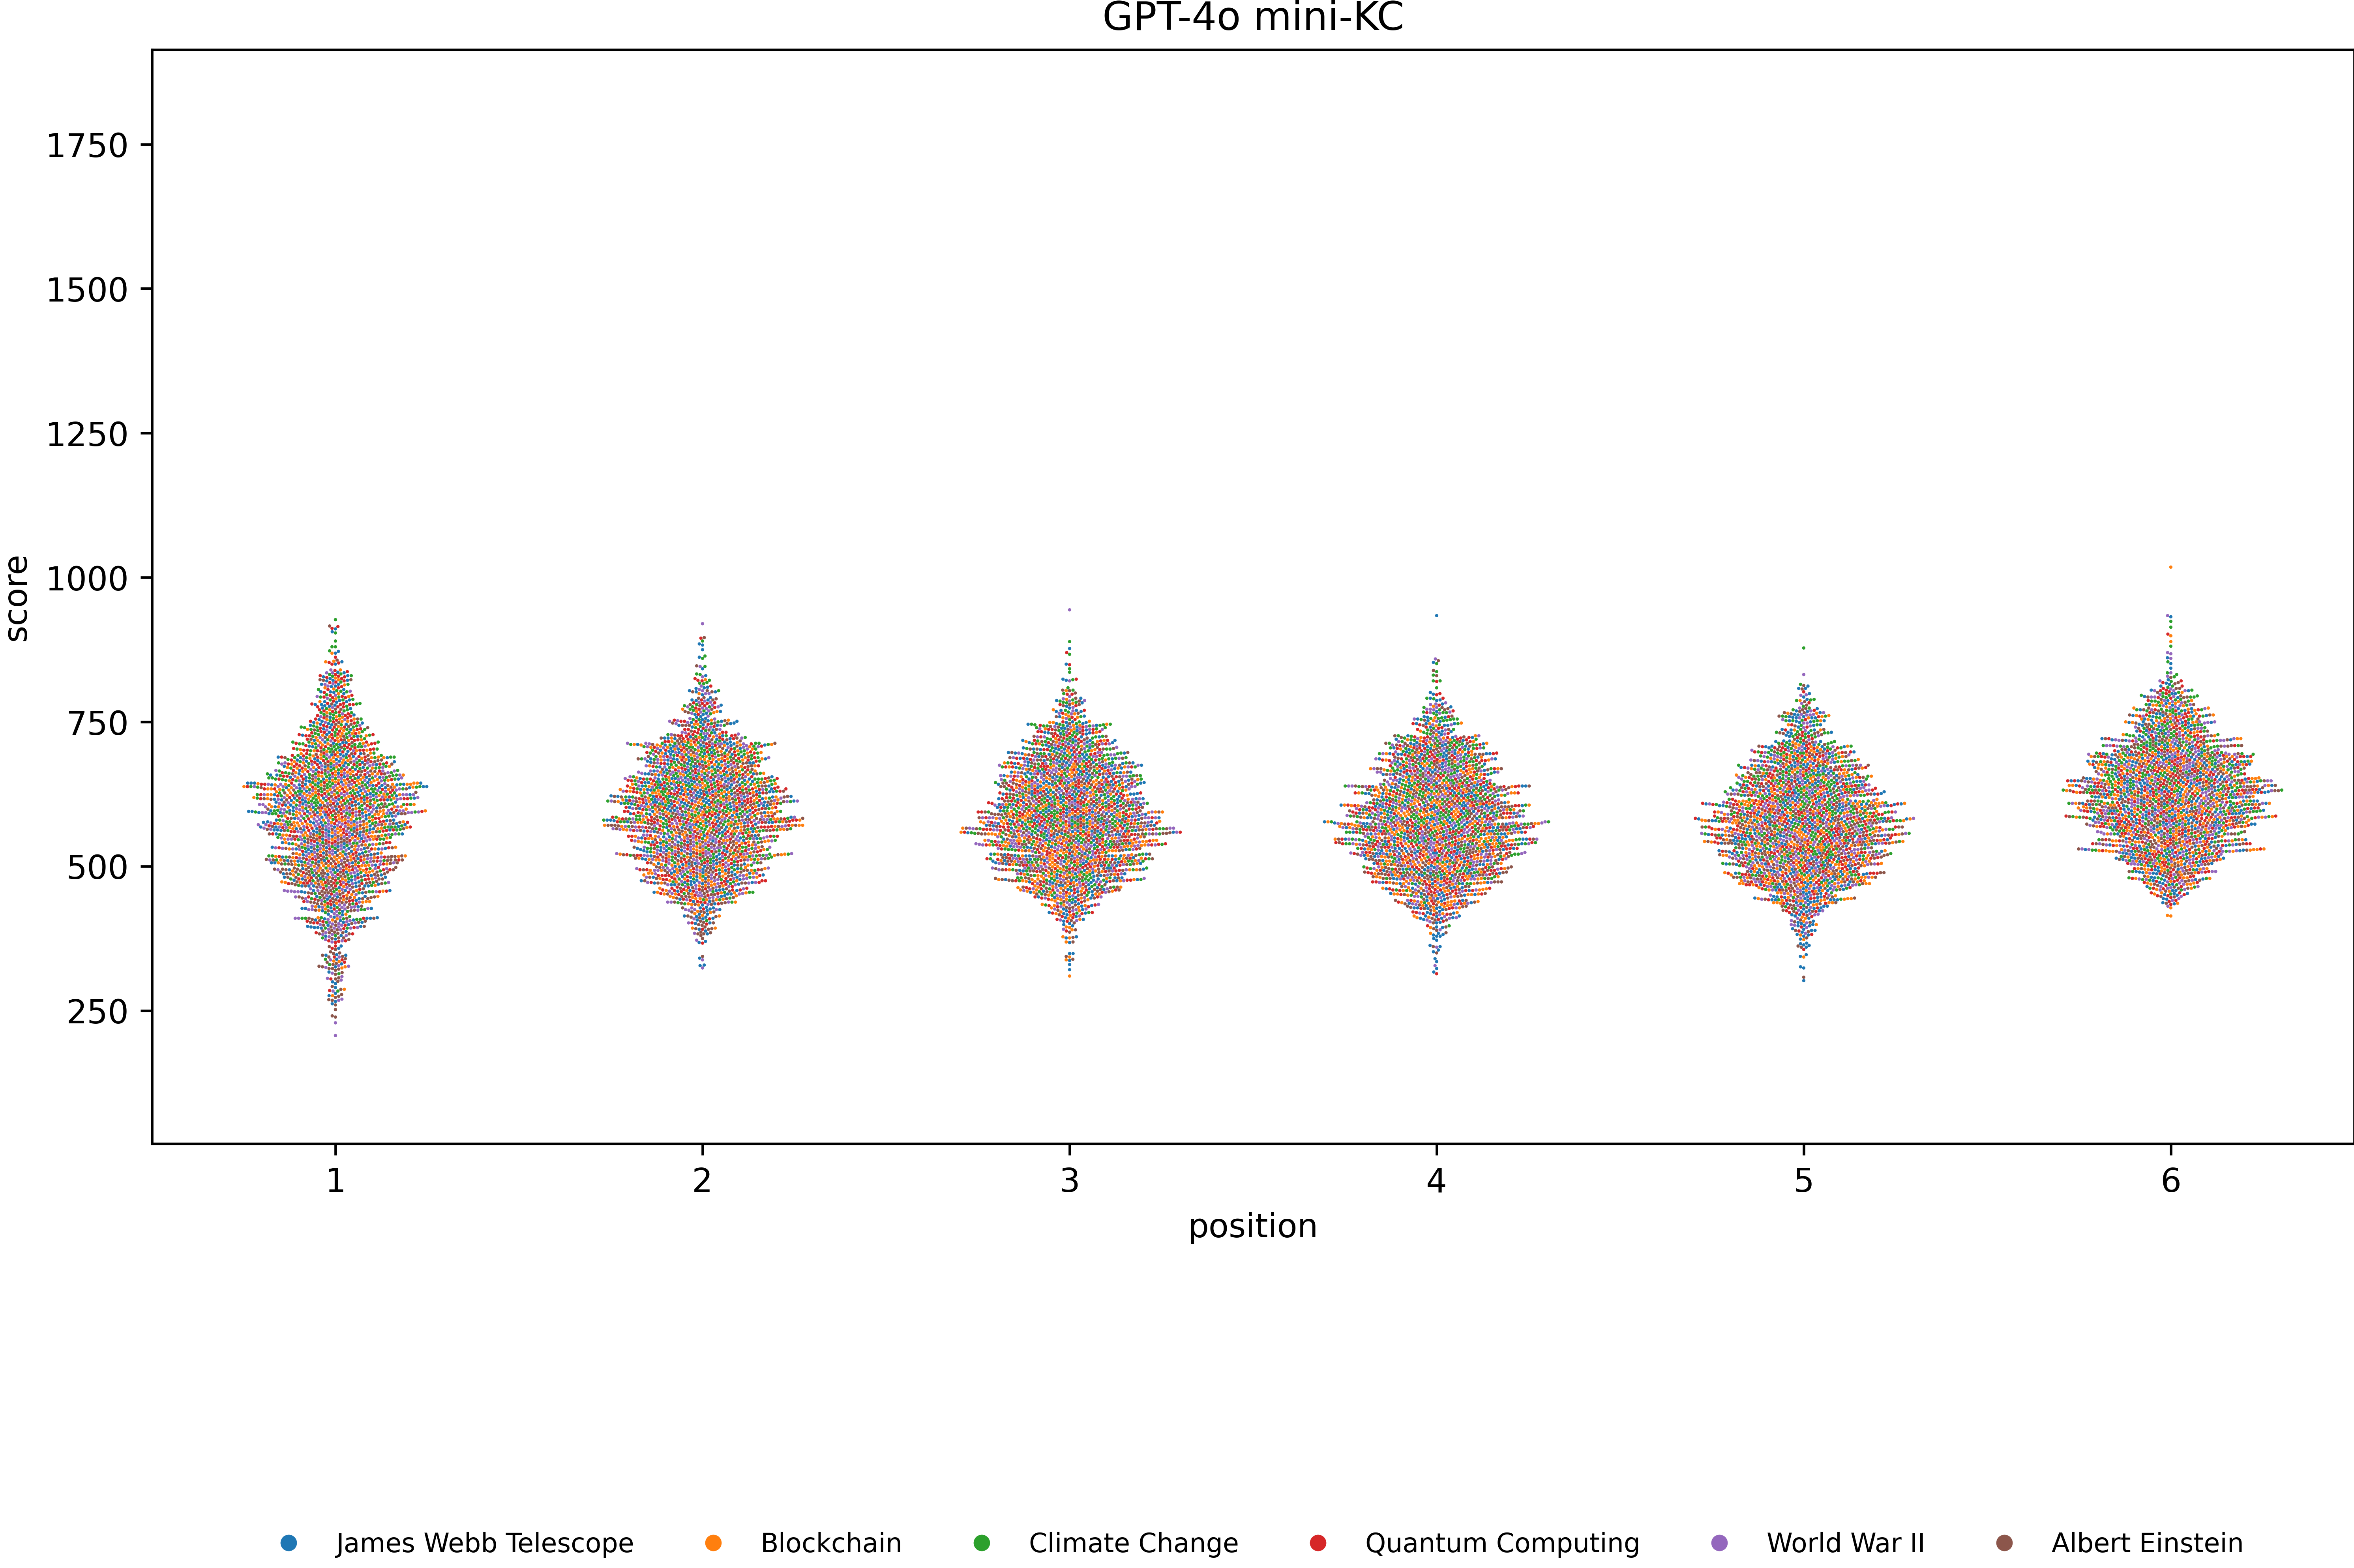 GPT-4o mini-KC
1750
1500
1250
1000
750
500
250
score
1 2 3 4 5 6
position
James Webb Telescope Blockchain Climate Change Quantum Computing World War II Albert Einstein